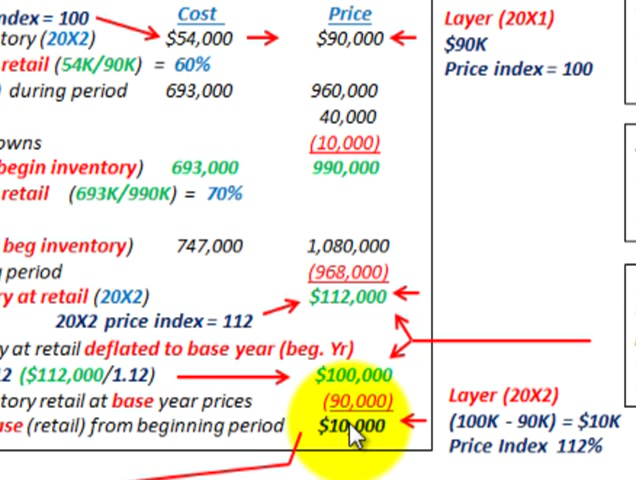 Cost Price
ndex = 100
tory (20X2) $54,000 $90,000
retail (54K/90K) = 60%
) during period 693,000 960,000
40,000
owns (10,000)
begin inventory) 693,000 990,000
retail (693K/990K) = 70%
beg inventory) 747,000 1,080,000
g period (968,000)
ry at retail (20X2) $112,000
20X2 price index = 112
y at retail deflated to base year (beg. Yr)
12 ($112,000/1.12) $100,000
tory retail at base year prices (90,000)
ase (retail) from beginning period $10,000
Layer (20X1)
$90K
Price index = 100
Layer (20X2)
(100K - 90K) = $10K
Price Index 112%